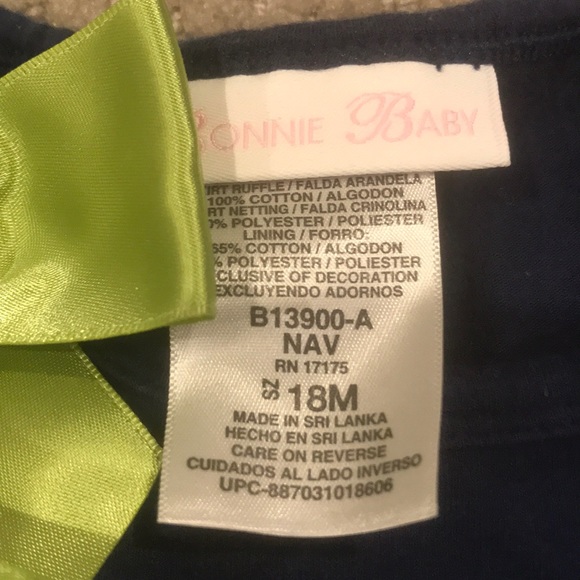 BONNIE BABY
RUFFLE / FALDA ARANDELA
100% COTTON / ALGODON
NETTING / FALDA CRINOLINA
POLYESTER / POLIESTER
LINING / FORRO:
COTTON / ALGODON
POLYESTER / POLIESTER
EXCLUSIVE OF DECORATION
EXCLUYENDO ADORNOS
B13900-A
NAV
RN 17175
SZ 18M
MADE IN SRI LANKA
HECHO EN SRI LANKA
CARE ON REVERSE
CUIDADOS AL LADO INVERSO
UPC-887031018606